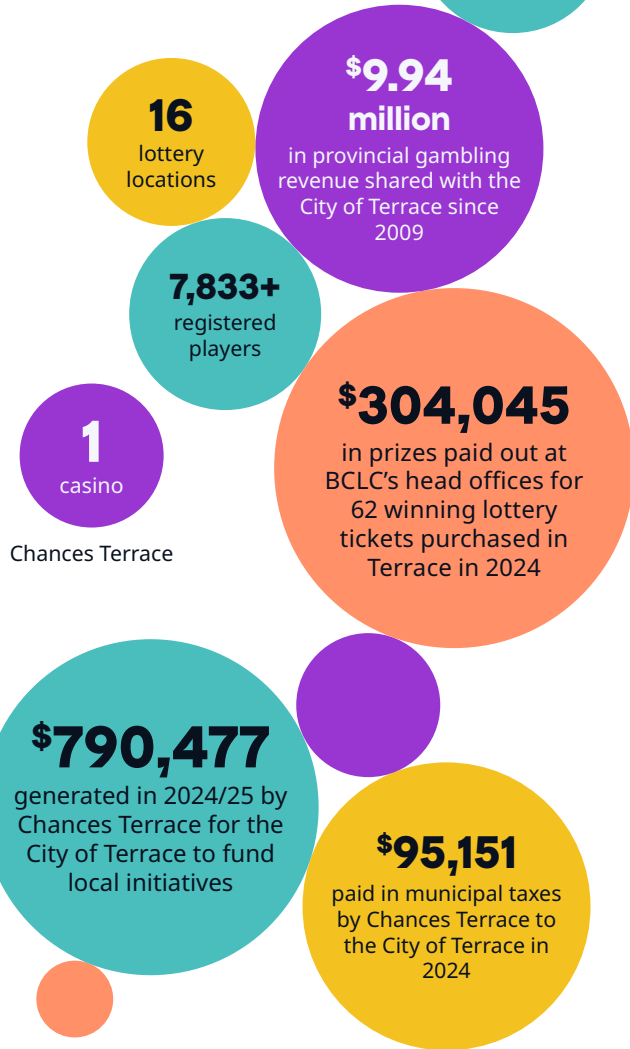 $9.94
million
in provincial gambling
revenue shared with the
City of Terrace since
2009
16
lottery
locations
7,833+
registered
players
$304,045
in prizes paid out at
BCLC’s head offices for
62 winning lottery
tickets purchased in
Terrace in 2024
1
casino
Chances Terrace
$790,477
generated in 2024/25 by
Chances Terrace for the
City of Terrace to fund
local initiatives
$95,151
paid in municipal taxes
by Chances Terrace to
the City of Terrace in
2024